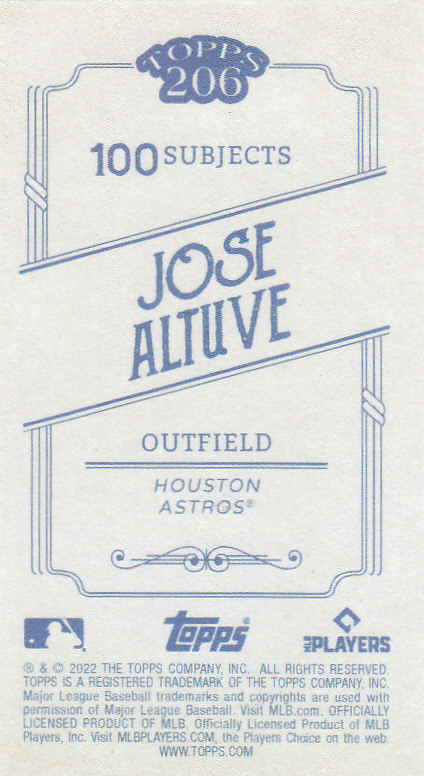 TOPPS
206
100 SUBJECTS
JOSE
ALTUVE
OUTFIELD
HOUSTON
ASTROS®
Topps®
MLB PLAYERS
® & © 2022 THE TOPPS COMPANY, INC. ALL RIGHTS RESERVED.
TOPPS IS A REGISTERED TRADEMARK OF THE TOPPS COMPANY, INC.
Major League Baseball trademarks and copyrights are used with
permission of Major League Baseball. Visit MLB.com. OFFICIALLY
LICENSED PRODUCT OF MLB. Officially Licensed Product of MLB
Players, Inc. Visit MLBPLAYERS.COM, the Players Choice on the web.
WWW.TOPPS.COM